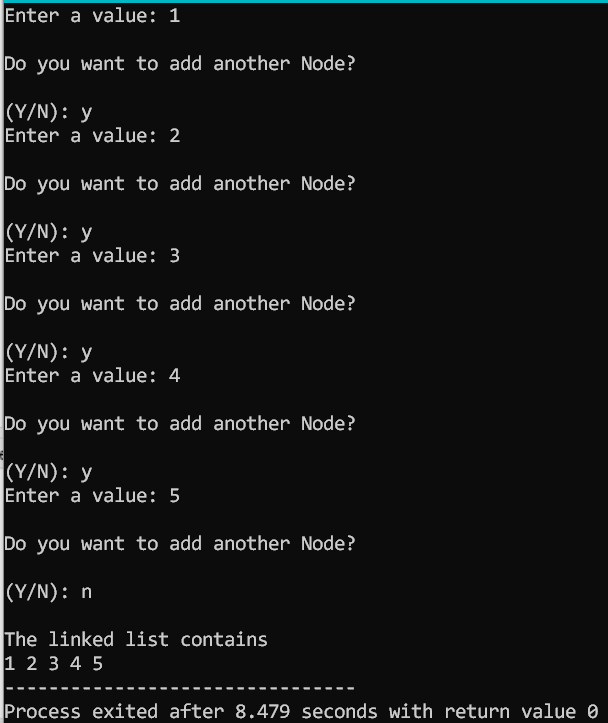 Enter a value: 1
Do you want to add another Node?
(Y/N): y
Enter a value: 2
Do you want to add another Node?
(Y/N): y
Enter a value: 3
Do you want to add another Node?
(Y/N): y
Enter a value: 4
Do you want to add another Node?
(Y/N): y
Enter a value: 5
Do you want to add another Node?
(Y/N): n
The linked list contains
1 2 3 4 5
--------------------------------
Process exited after 8.479 seconds with return value 0